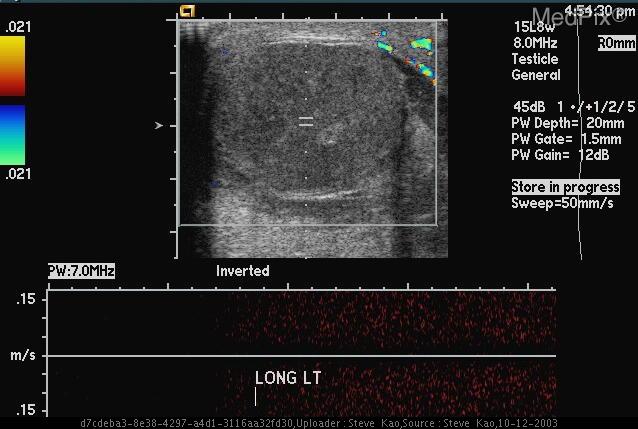 4:54:30 pm
MedPix®
.021
.021
15L8w
8.0MHz R0mm
Testicle
General
45dB 1 •/+1/2/5
PW Depth= 20mm
PW Gate= 1.5mm
PW Gain= 12dB
Store in progress
Sweep=50mm/s
PW:7.0MHz Inverted
.15
m/s
LONG LT
.15
d7cdeba3-8e38-4297-a4d1-3116aa32fd30,Uploader : Steve Kao,Source : Steve Kao,10-12-2003